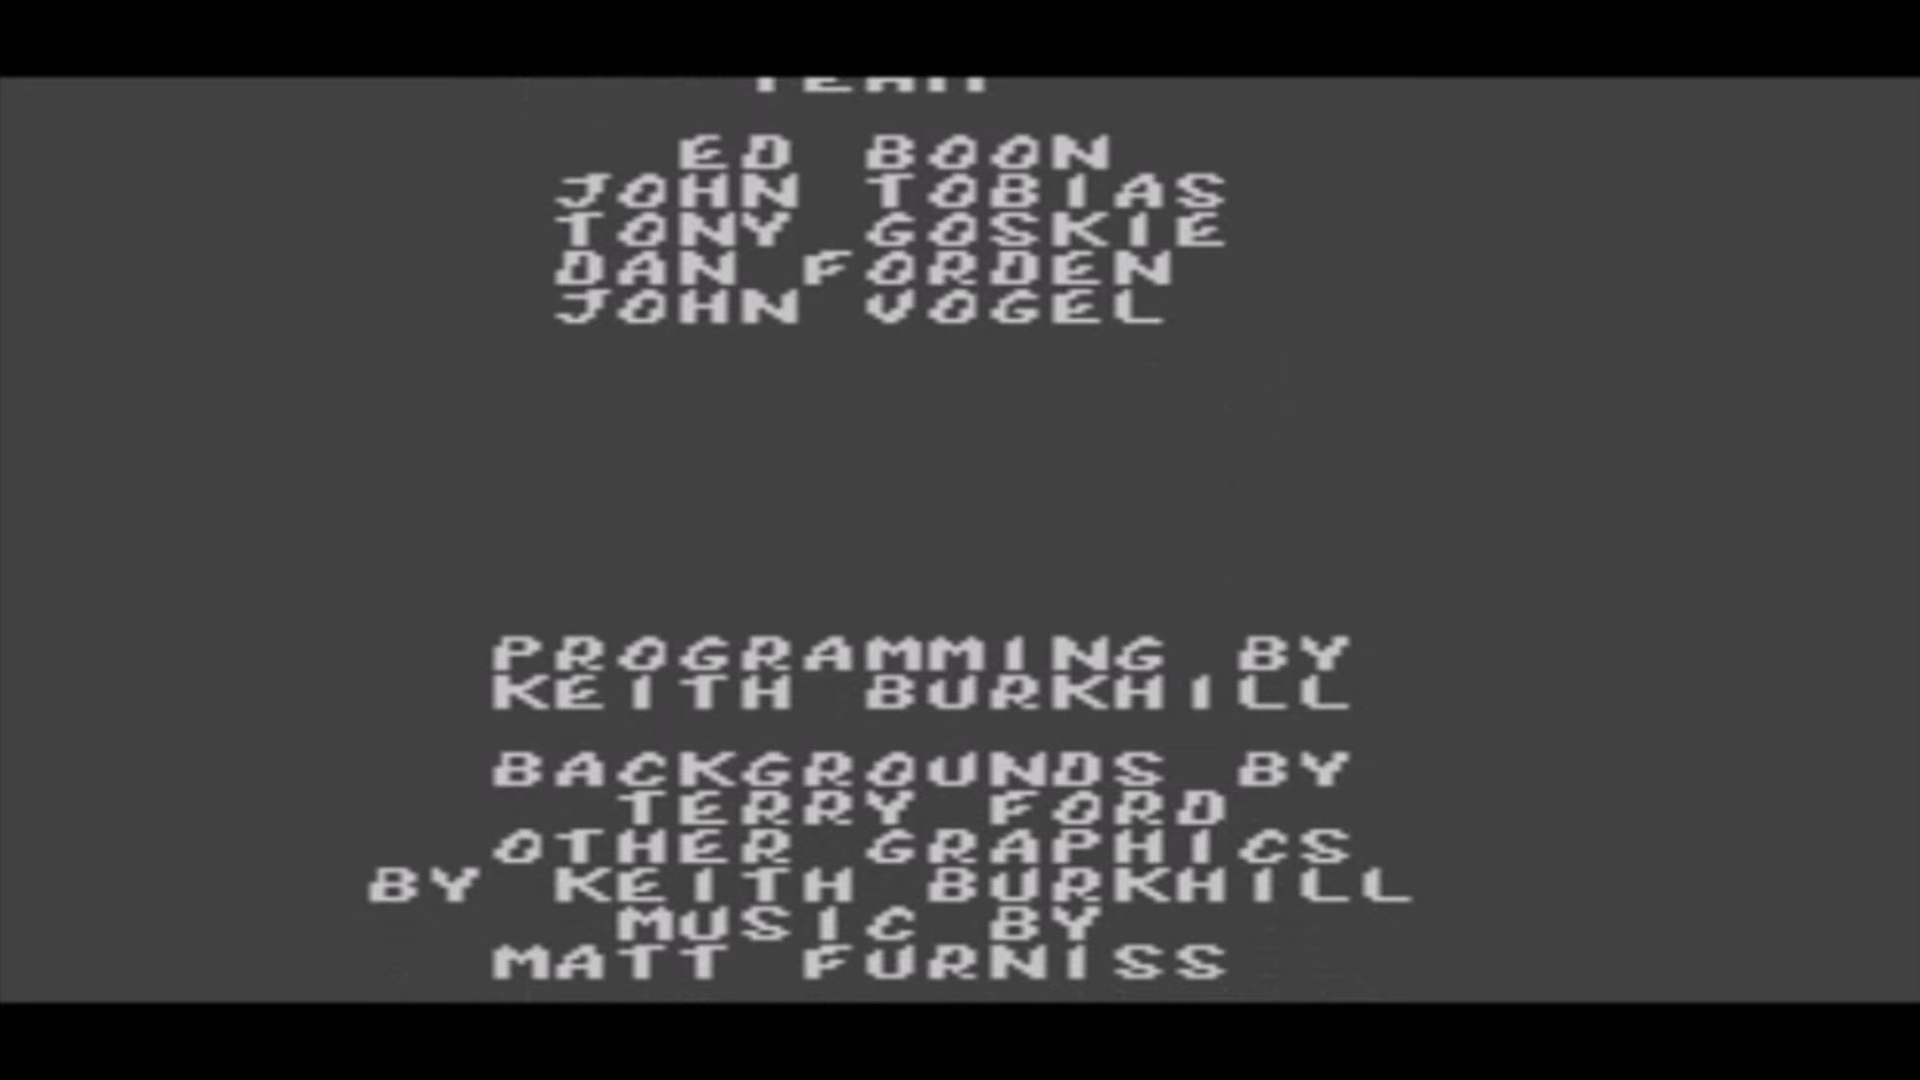 TEAM
ED BOON
JOHN TOBIAS
TONY GOSKIE
DAN FORDEN
JOHN VOGEL
PROGRAMMING BY
KEITH BURKHILL
BACKGROUNDS BY
TERRY FORD
OTHER GRAPHICS
BY KEITH BURKHILL
MUSIC BY
MATT FURNISS